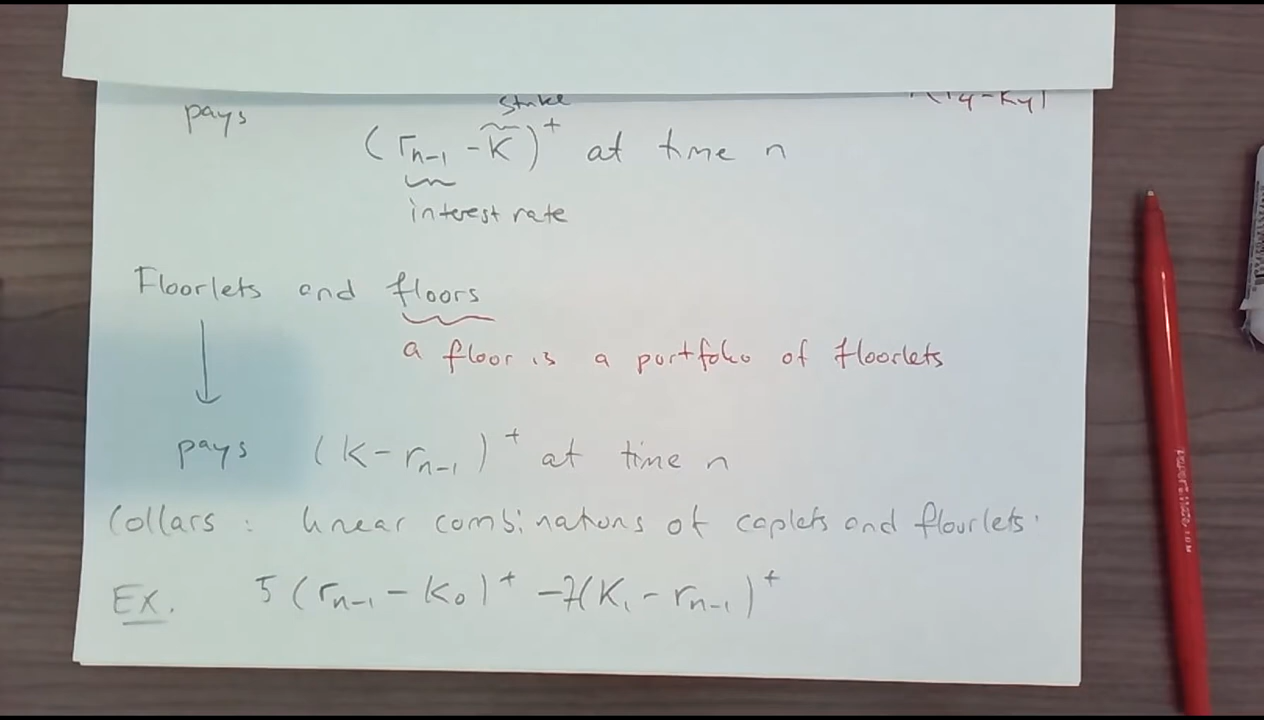 strike
pays
(r_{n-1} - K)^+ at time n
interest rate
Floorlets and floors
a floor is a portfolio of floorlets
pays (K - r_{n-1})^+ at time n
Collars : linear combinations of caplets and flourlets.
Ex. 5(r_{n-1} - K_0)^+ - 7(K_1 - r_{n-1})^+